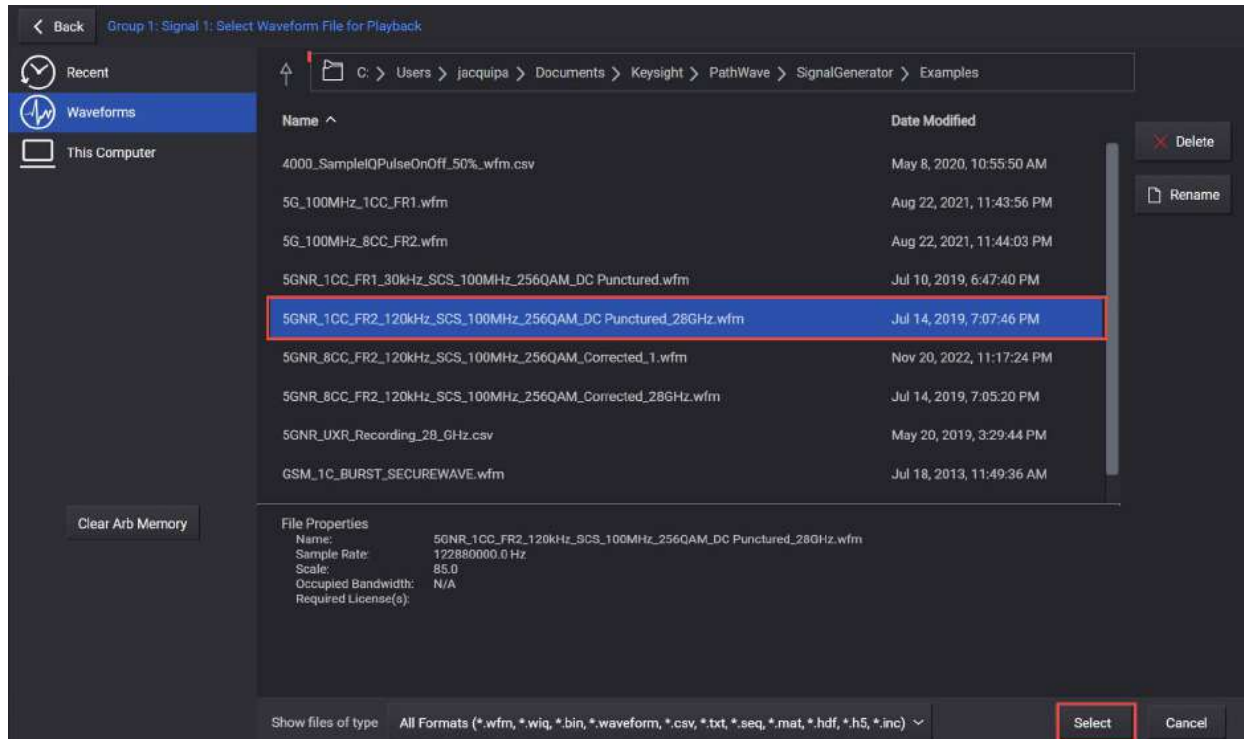 Back Group 1: Signal 1: Select Waveform File for Playback
Recent
Waveforms
This Computer
C: > Users > jacquipa > Documents > Keysight > PathWave > SignalGenerator > Examples
Name Date Modified
4000_SampleIQPulseOnOff_50%_wfm.csv May 8, 2020, 10:55:50 AM
5G_100MHz_1CC_FR1.wfm Aug 22, 2021, 11:43:56 PM
5G_100MHz_8CC_FR2.wfm Aug 22, 2021, 11:44:03 PM
5GNR_1CC_FR1_30kHz_SCS_100MHz_256QAM_DC Punctured.wfm Jul 10, 2019, 6:47:40 PM
5GNR_1CC_FR2_120kHz_SCS_100MHz_256QAM_DC Punctured_28GHz.wfm Jul 14, 2019, 7:07:46 PM
5GNR_8CC_FR2_120kHz_SCS_100MHz_256QAM_Corrected_1.wfm Nov 20, 2022, 11:17:24 PM
5GNR_8CC_FR2_120kHz_SCS_100MHz_256QAM_Corrected_28GHz.wfm Jul 14, 2019, 7:05:20 PM
5GNR_UXR_Recording_28_GHz.csv May 20, 2019, 3:29:44 PM
GSM_1C_BURST_SECUREWAVE.wfm Jul 18, 2013, 11:49:36 AM
Delete
Rename
Clear Arb Memory
File Properties
Name: 5GNR_1CC_FR2_120kHz_SCS_100MHz_256QAM_DC Punctured_28GHz.wfm
Sample Rate: 122880000.0 Hz
Scale: 85.0
Occupied Bandwidth: N/A
Required License(s):
Show files of type All Formats (*.wfm, *.wiq, *.bin, *.waveform, *.csv, *.txt, *.seq, *.mat, *.hdf, *.h5, *.inc) Select Cancel